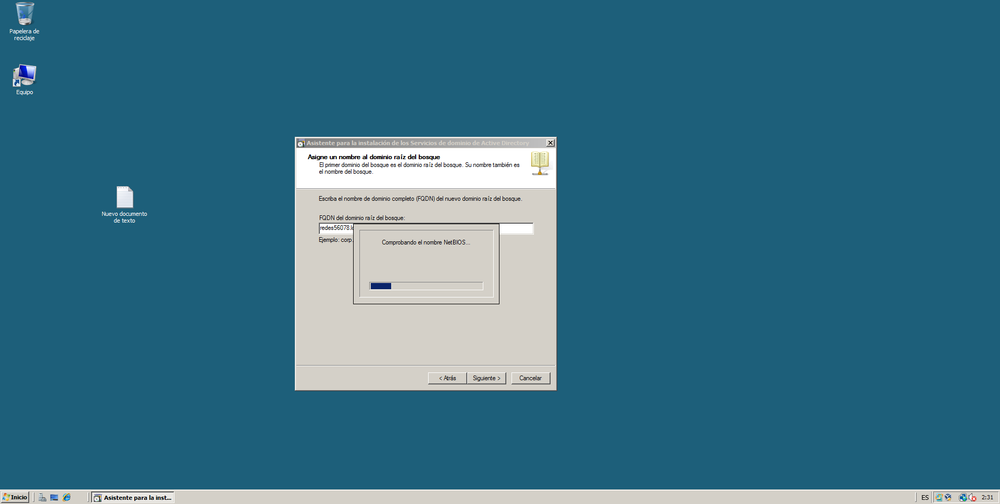 Papelera de
reciclaje
Equipo
Nuevo documento
de texto
Asistente para la instalación de los Servicios de dominio de Active Directory
Asigne un nombre al dominio raíz del bosque
El primer dominio del bosque es el dominio raíz del bosque. Su nombre también es
el nombre del bosque.
Escriba el nombre de dominio completo (FQDN) del nuevo dominio raíz del bosque.
FQDN del dominio raíz del bosque:
redes56078.lo
Ejemplo: corp.
Comprobando el nombre NetBIOS...
< Atrás
Siguiente >
Cancelar
Inicio
Asistente para la inst...
ES
2:31